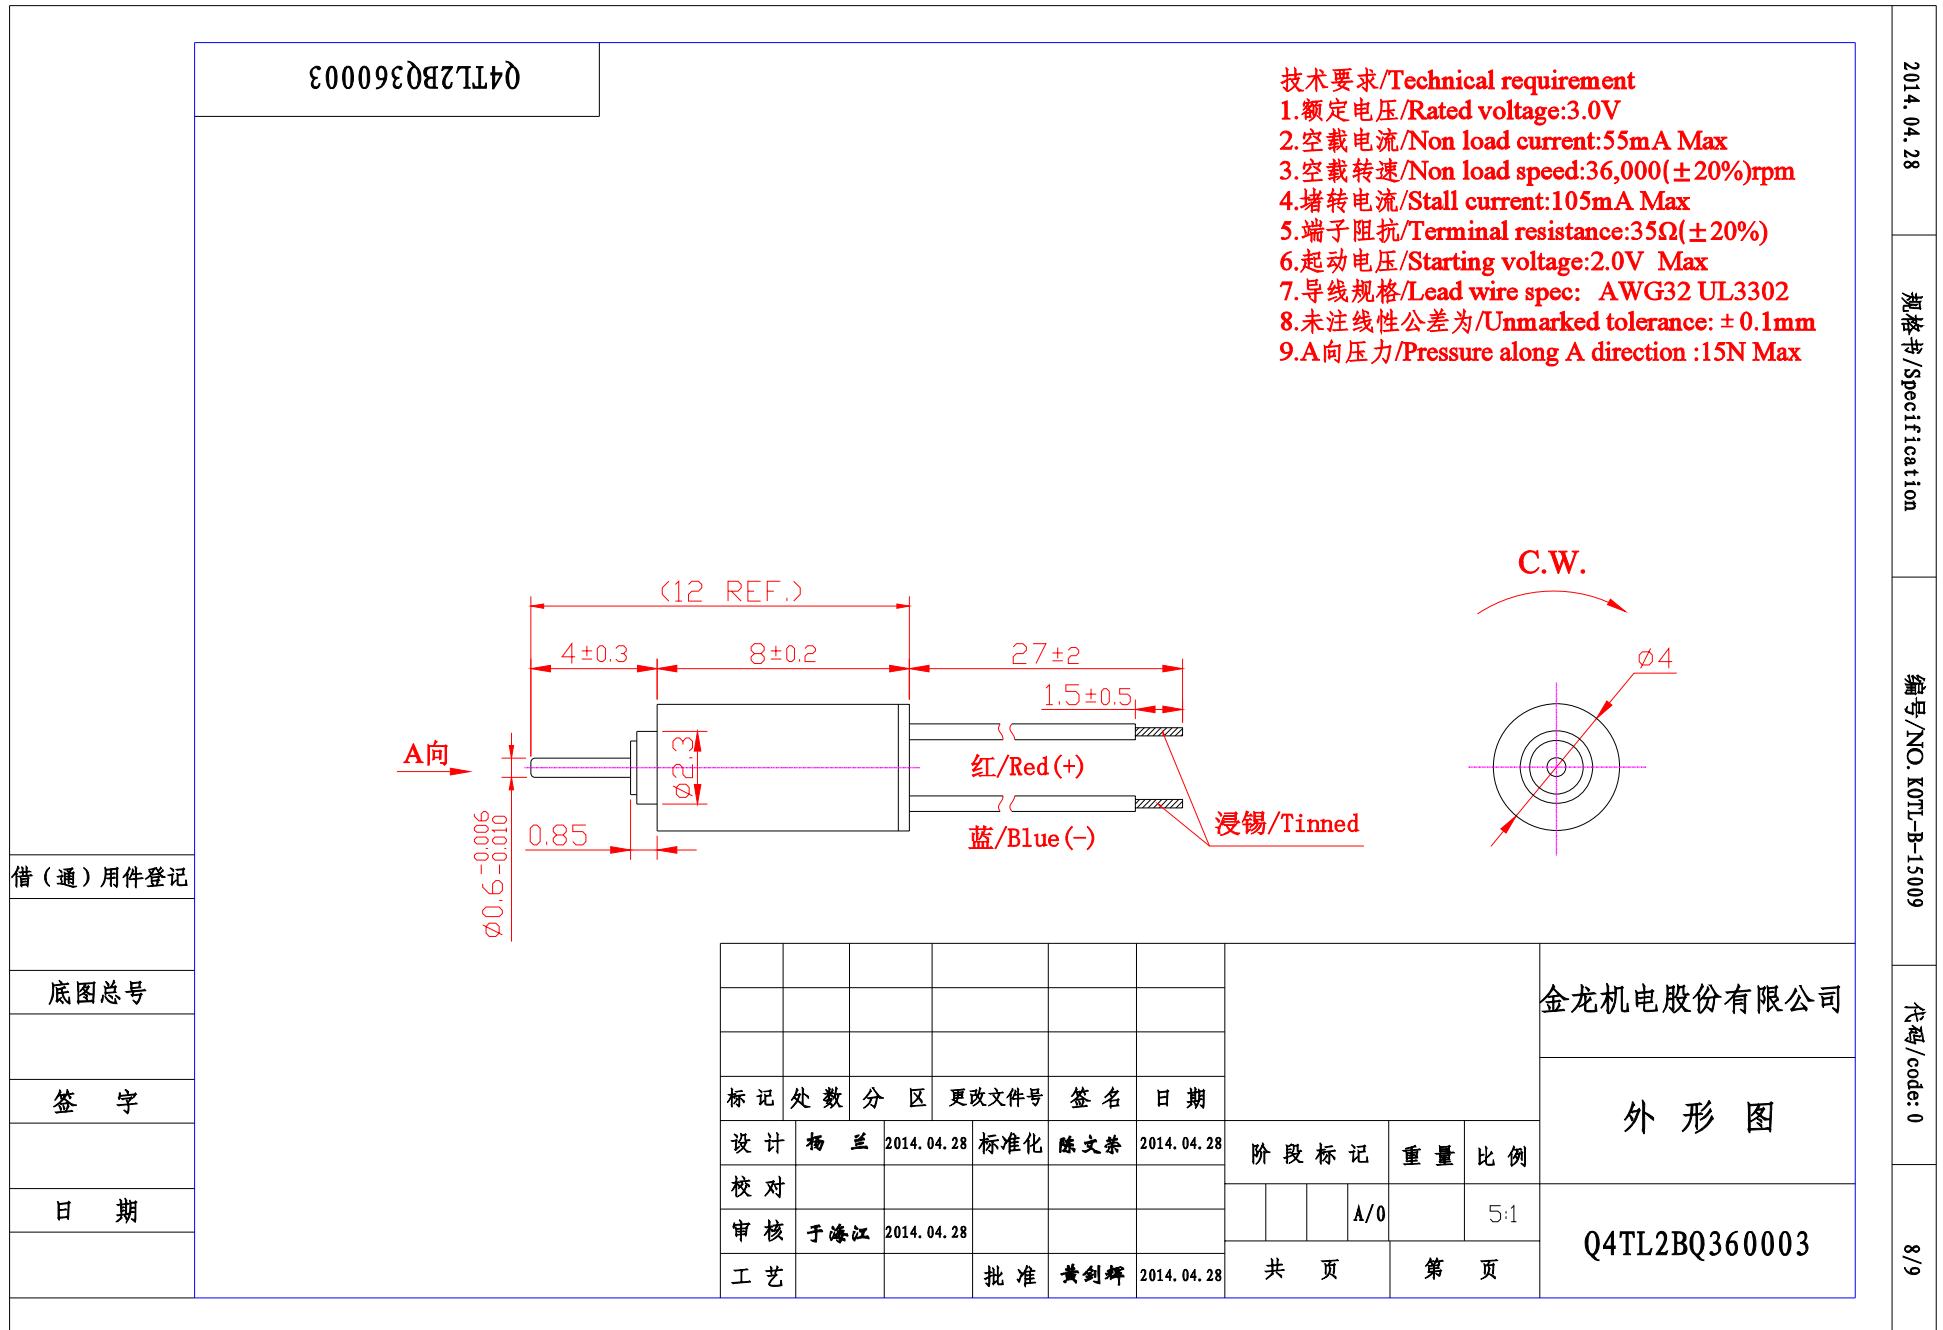 Q4TL2BQ360003
技术要求/Technical requirement
1.额定电压/Rated voltage:3.0V
2.空载电流/Non load current:55mA Max
3.空载转速/Non load speed:36,000(±20%)rpm
4.堵转电流/Stall current:105mA Max
5.端子阻抗/Terminal resistance:35Ω(±20%)
6.起动电压/Starting voltage:2.0V Max
7.导线规格/Lead wire spec: AWG32 UL3302
8.未注线性公差为/Unmarked tolerance: ±0.1mm
9.A向压力/Pressure along A direction :15N Max
C.W.
(12 REF.)
4±0.3
8±0.2
27±2
1.5±0.5
ø4
A向
ø2.3
红/Red(+)
浸锡/Tinned
蓝/Blue(-)
0.85
ø0.6 -0.006 -0.010
借（通）用件登记
底图总号
签 字
日 期
标 记 处 数 分 区 更改文件号 签 名 日 期
设 计 杨 兰 2014.04.28 标准化 陈文荣 2014.04.28
校 对
审 核 于海江 2014.04.28
工 艺 批 准 黄剑辉 2014.04.28
阶 段 标 记 重 量 比 例
A/0 5:1
共 页 第 页
金龙机电股份有限公司
外 形 图
Q4TL2BQ360003
2014.04.28
规格书/Specification
编号/NO. KOTL-B-15009
代码/code:0
8/9